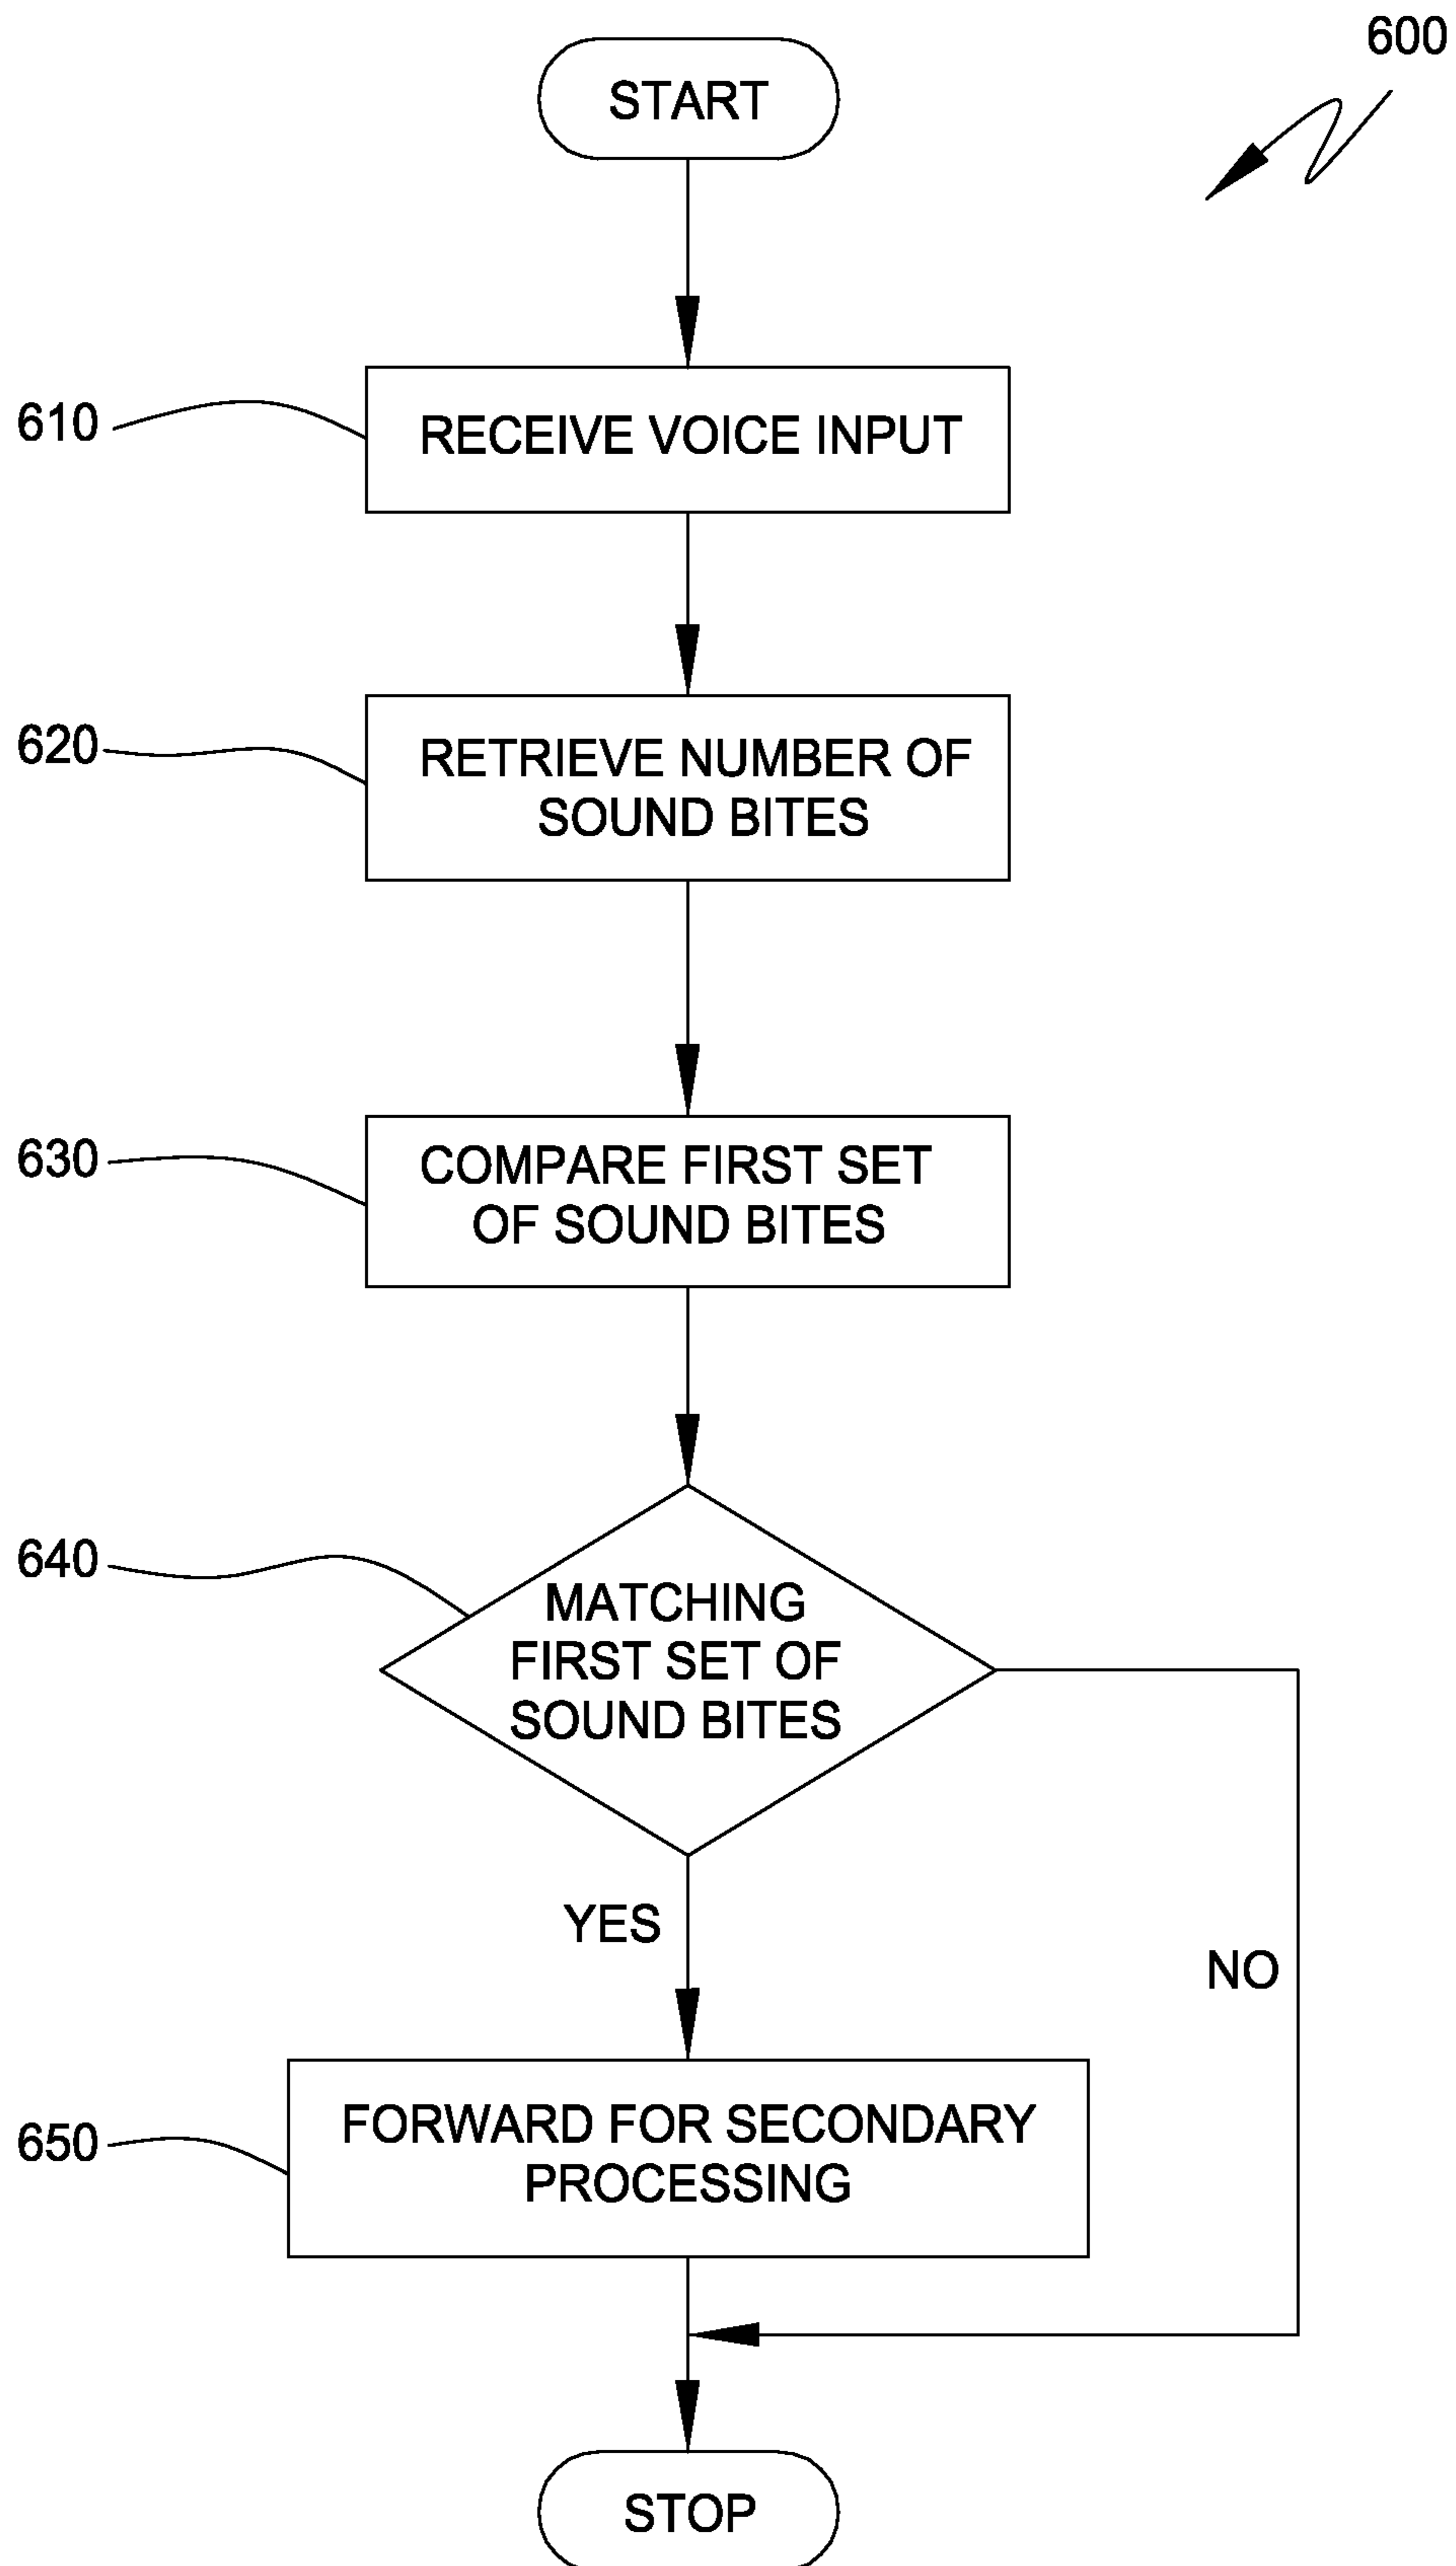 600
START
610
RECEIVE VOICE INPUT
620
RETRIEVE NUMBER OF
SOUND BITES
630
COMPARE FIRST SET
OF SOUND BITES
640
MATCHING
FIRST SET OF
SOUND BITES
YES
NO
650
FORWARD FOR SECONDARY
PROCESSING
STOP